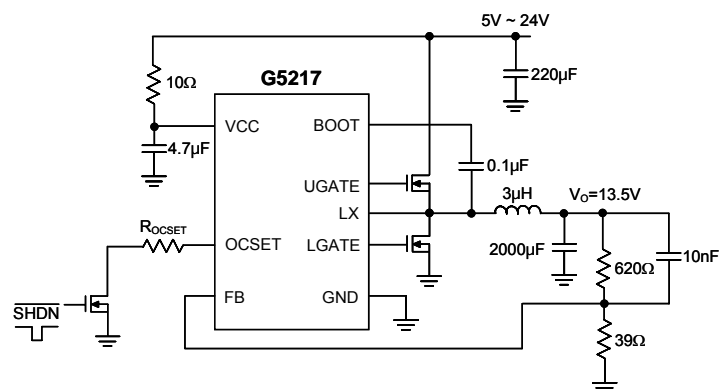 5V ~ 24V
10Ω
G5217
220µF
VCC
BOOT
4.7µF
0.1µF
UGATE
3µH
Vo=13.5V
LX
ROCSET
OCSET
LGATE
2000µF
10nF
620Ω
SHDN
FB
GND
39Ω